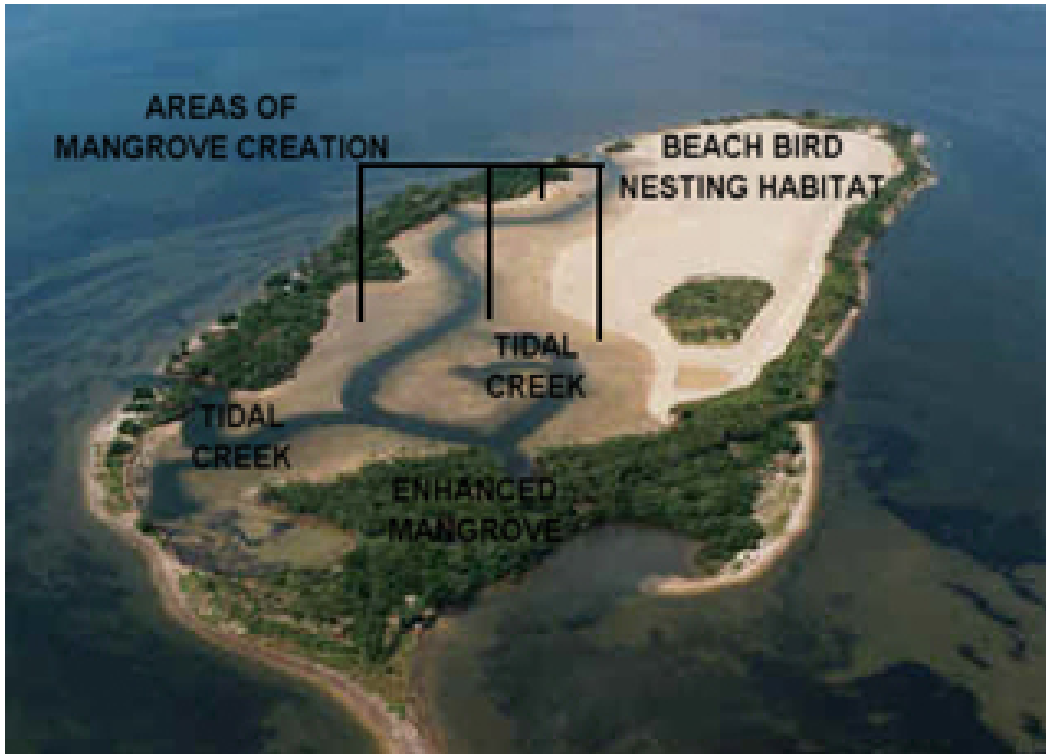 AREAS OF
MANGROVE CREATION
BEACH BIRD
NESTING HABITAT
TIDAL
CREEK
TIDAL
CREEK
ENHANCED
MANGROVE